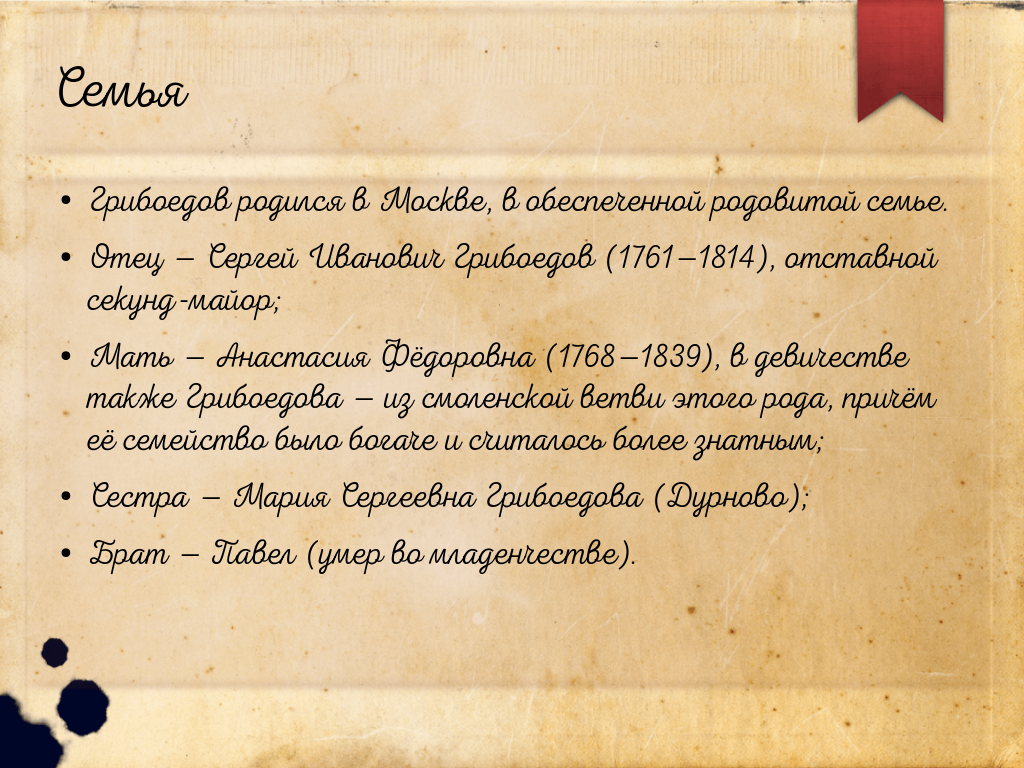 Семья
• Грибоедов родился в Москве, в обеспеченной родовитой семье.
• Отец – Сергей Иванович Грибоедов (1761–1814), отставной
секунд-майор;
• Мать – Анастасия Фёдоровна (1768–1839), в девичестве
также Грибоедова – из смоленской ветви этого рода, причём
её семейство было богаче и считалось более знатным;
• Сестра – Мария Сергеевна Грибоедова (Дурново);
• Брат – Павел (умер во младенчестве).